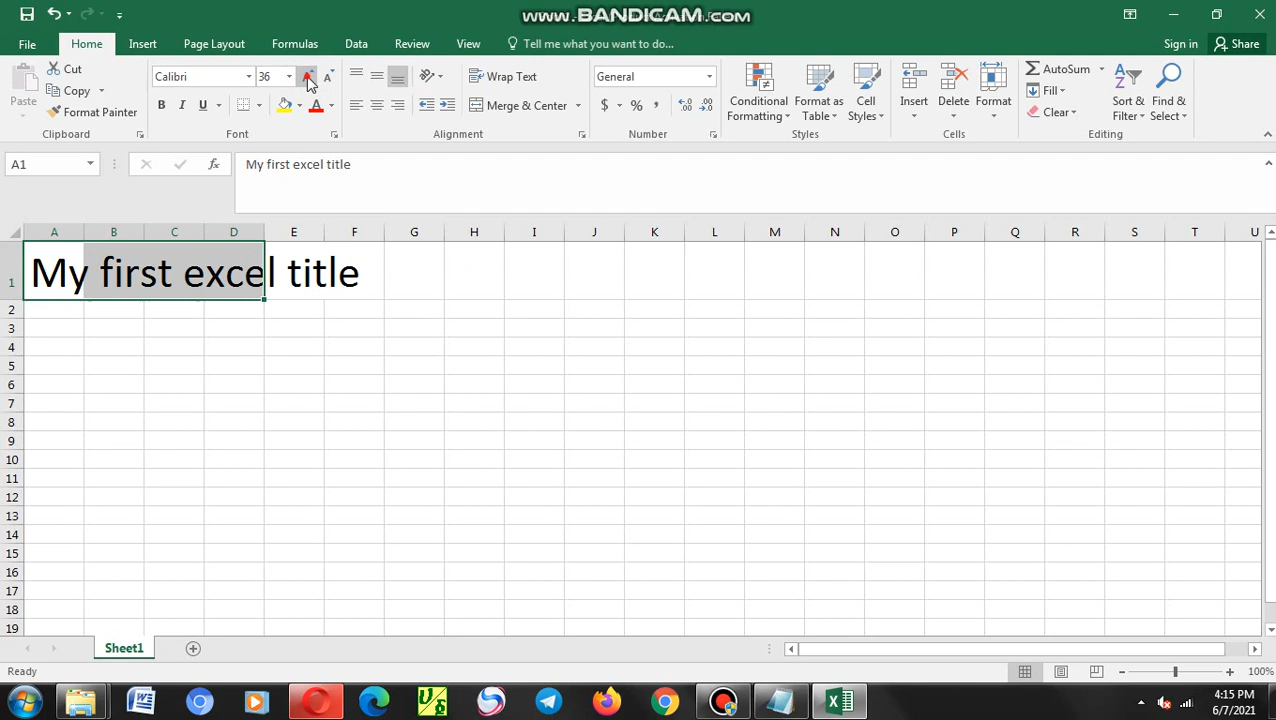 www.BANDICAM.com
File Home Insert Page Layout Formulas Data Review View Tell me what you want to do... Sign in Share
Cut
Copy
Format Painter
Paste
Clipboard
Calibri 36
B I U A
Font
Wrap Text
Merge & Center
Alignment
General
$ % ,
Number
Conditional Formatting
Format as Table
Cell Styles
Styles
Insert Delete Format
Cells
AutoSum
Fill
Clear
Sort & Filter
Find & Select
Editing
A1 fx My first excel title
A B C D E F G H I J K L M N O P Q R S T U
1 My first excel title
2
3
4
5
6
7
8
9
10
11
12
13
14
15
16
17
18
19
Sheet1
Ready 100%
4:15 PM
6/7/2021